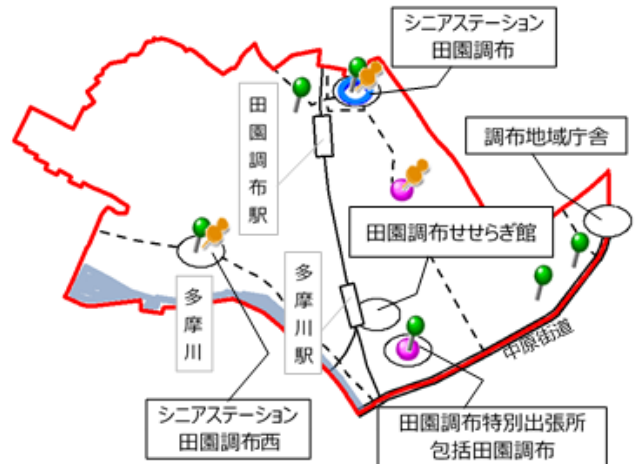 シニアステーション
田園調布
調布地域庁舎
田園調布駅
田園調布せせらぎ館
多摩川
多摩川駅
中原街道
シニアステーション
田園調布西
田園調布特別出張所
包括田園調布